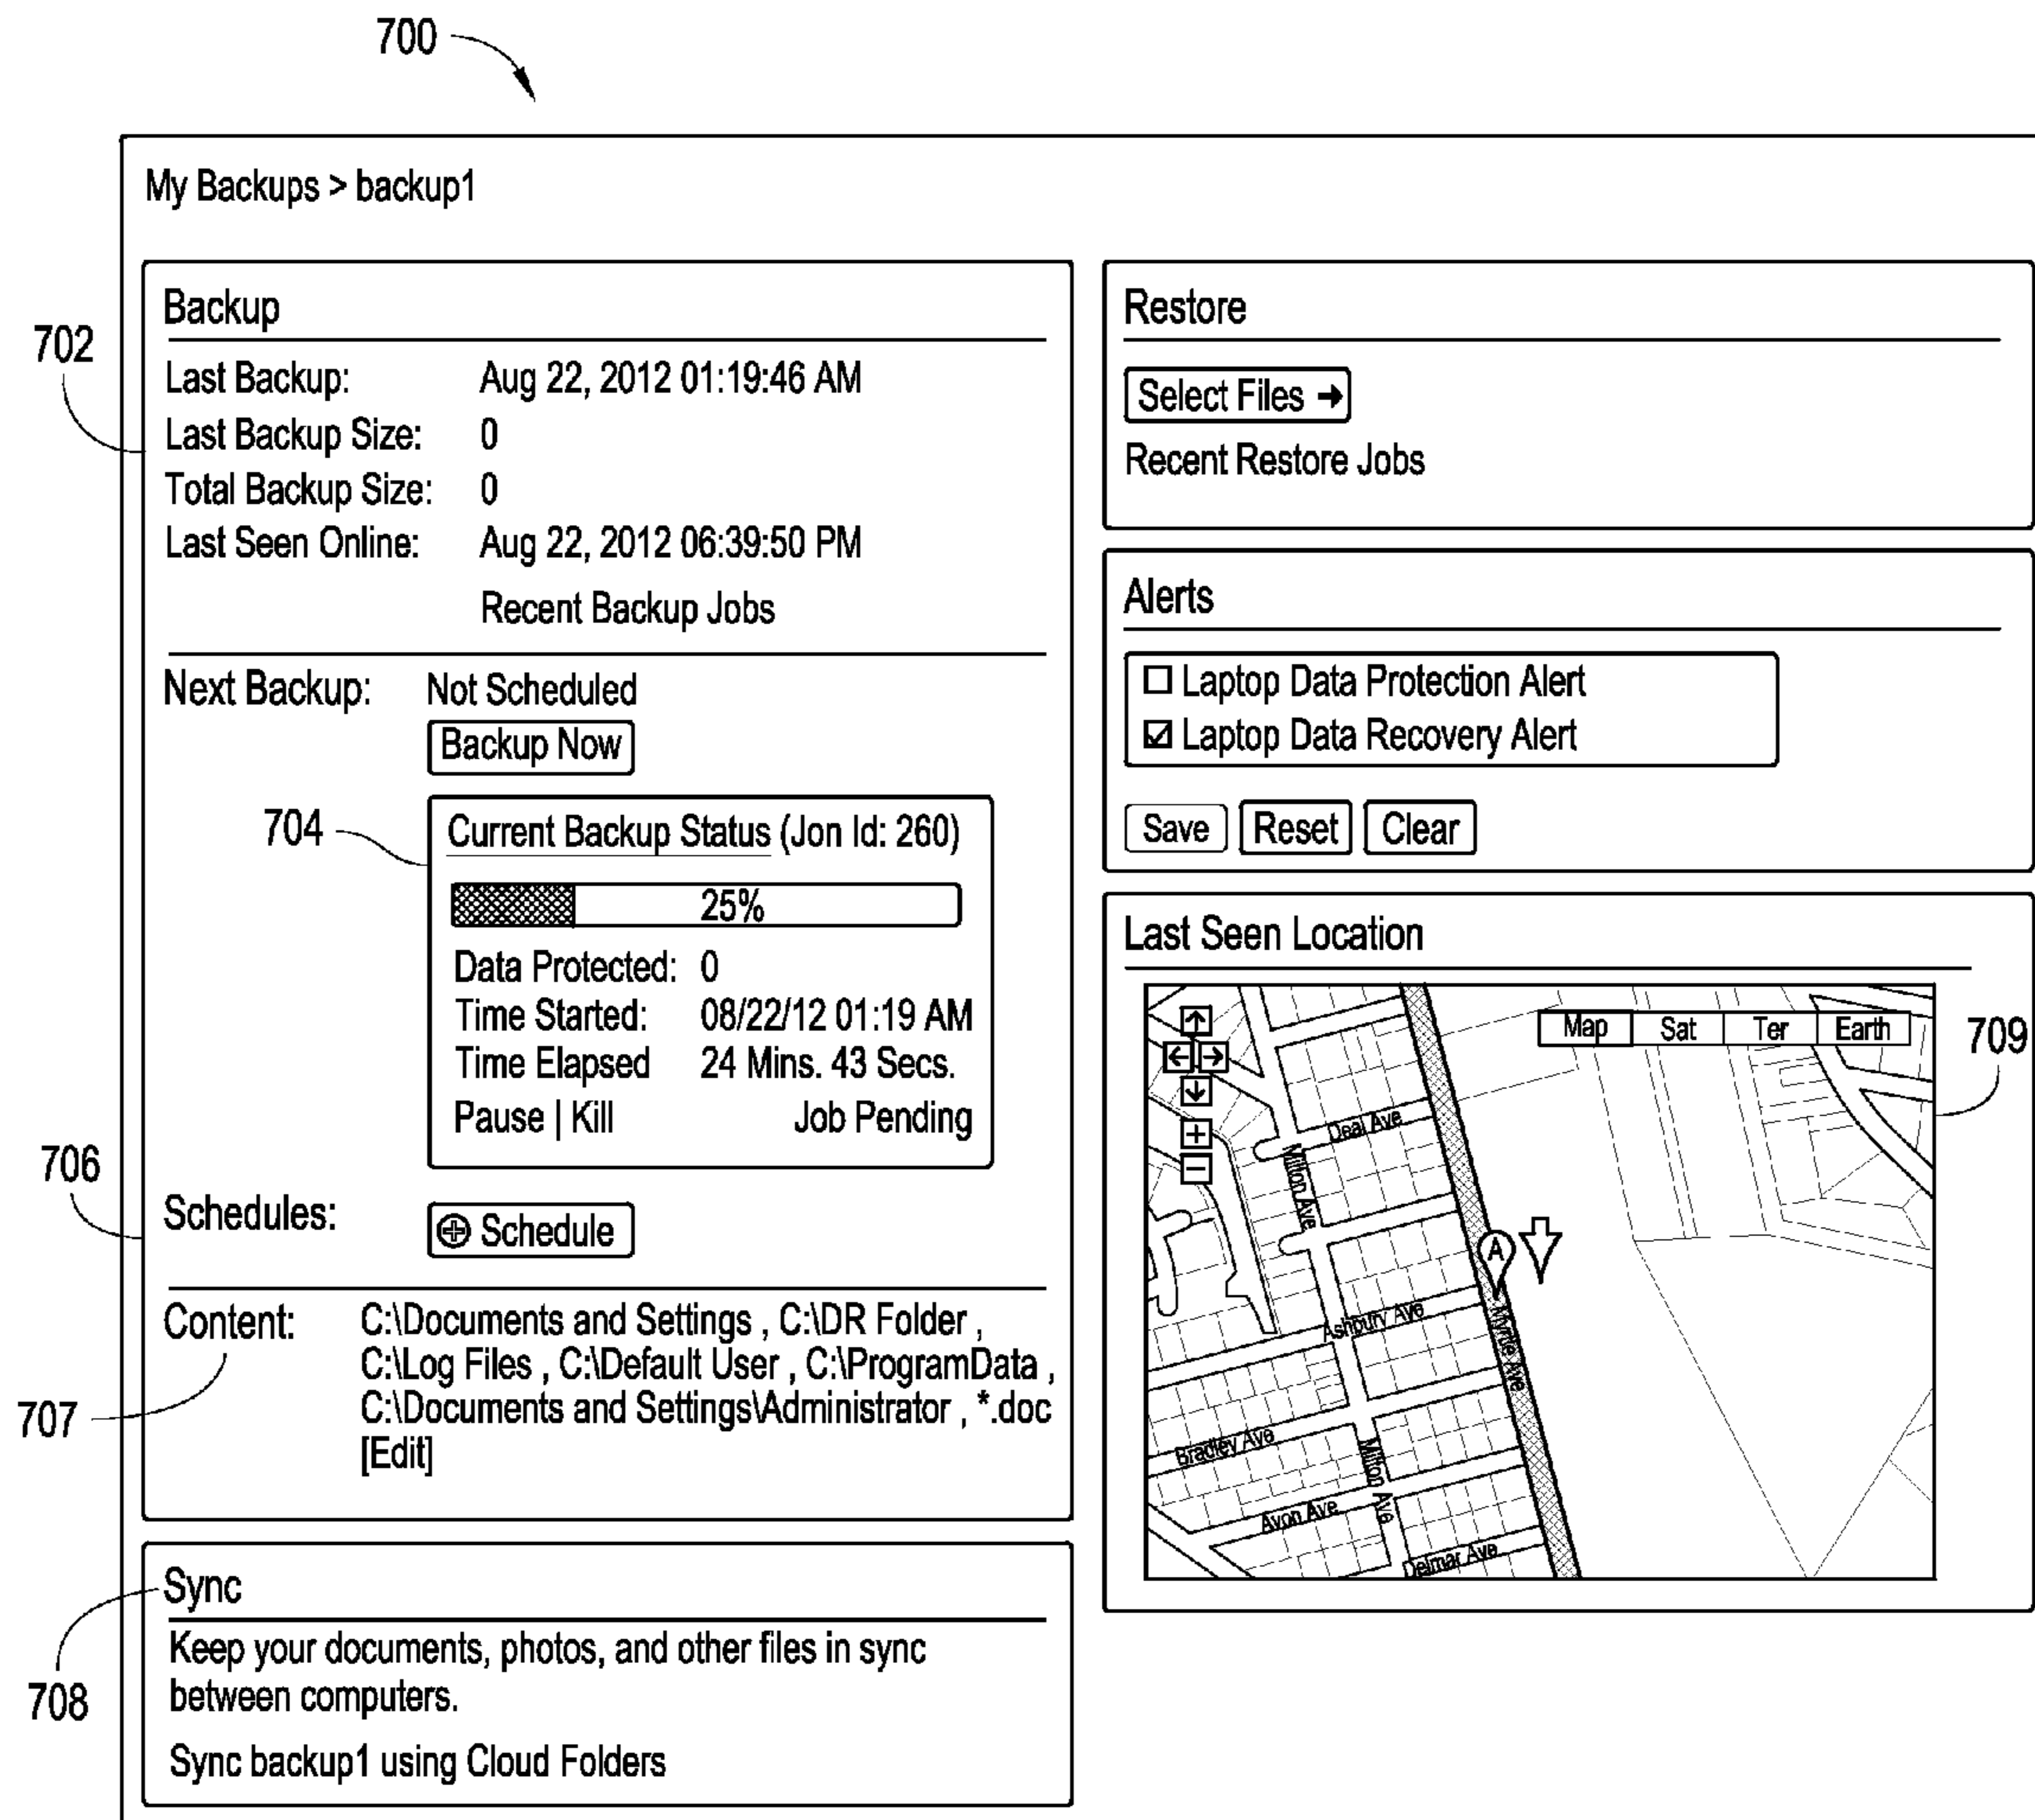 700
My Backups > backup1
702
Backup
Last Backup: Aug 22, 2012 01:19:46 AM
Last Backup Size: 0
Total Backup Size: 0
Last Seen Online: Aug 22, 2012 06:39:50 PM
Recent Backup Jobs
Next Backup: Not Scheduled
Backup Now
704
Current Backup Status (Jon Id: 260)
25%
Data Protected: 0
Time Started: 08/22/12 01:19 AM
Time Elapsed 24 Mins. 43 Secs.
Pause | Kill Job Pending
706
Schedules: Schedule
Content: C:\Documents and Settings , C:\DR Folder ,
C:\Log Files , C:\Default User , C:\ProgramData ,
C:\Documents and Settings\Administrator , *.doc
[Edit]
707
Sync
708
Keep your documents, photos, and other files in sync
between computers.
Sync backup1 using Cloud Folders
Restore
Select Files →
Recent Restore Jobs
Alerts
Laptop Data Protection Alert
Laptop Data Recovery Alert
Save Reset Clear
Last Seen Location
Map Sat Ter Earth
709
Deal Ave
Milton Ave
A
Ashbury Ave
Myrtle Ave
Bradley Ave
Milton Ave
Avon Ave
Delmar Ave